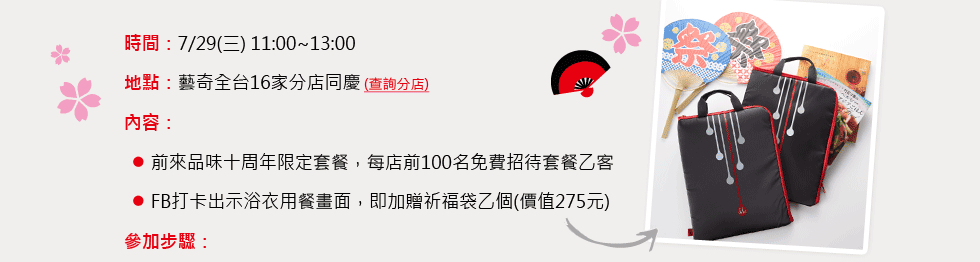 時間：7/29(三) 11:00~13:00
地點：藝奇全台16家分店同慶 (查詢分店)
內容：
● 前來品味十周年限定套餐，每店前100名免費招待套餐乙客
● FB打卡出示浴衣用餐畫面，即加贈祈福袋乙個(價值275元)
參加步驟：
祭